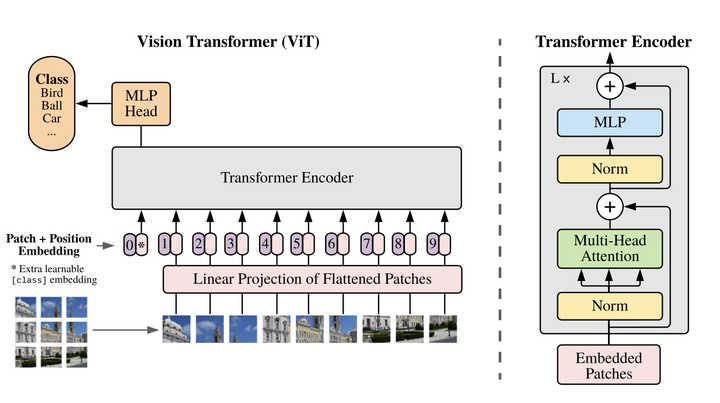 Vision Transformer (ViT)
Class
Bird
Ball
Car
...
MLP
Head
Transformer Encoder
Patch + Position
Embedding
0 * 1 2 3 4 5 6 7 8 9
* Extra learnable
[class] embedding
Linear Projection of Flattened Patches
Transformer Encoder
L x
+
MLP
Norm
+
Multi-Head
Attention
Norm
Embedded
Patches